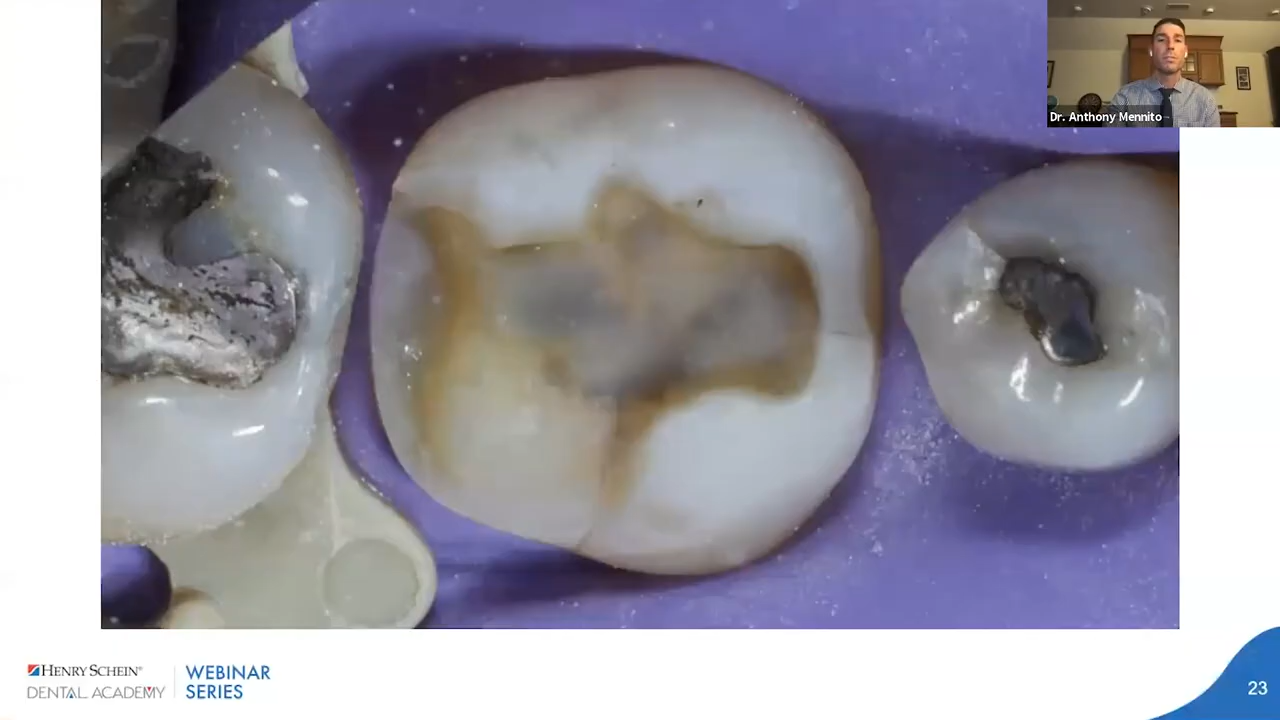 Dr. Anthony Mennito
HENRY SCHEIN®
DENTAL ACADEMY
WEBINAR
SERIES
23